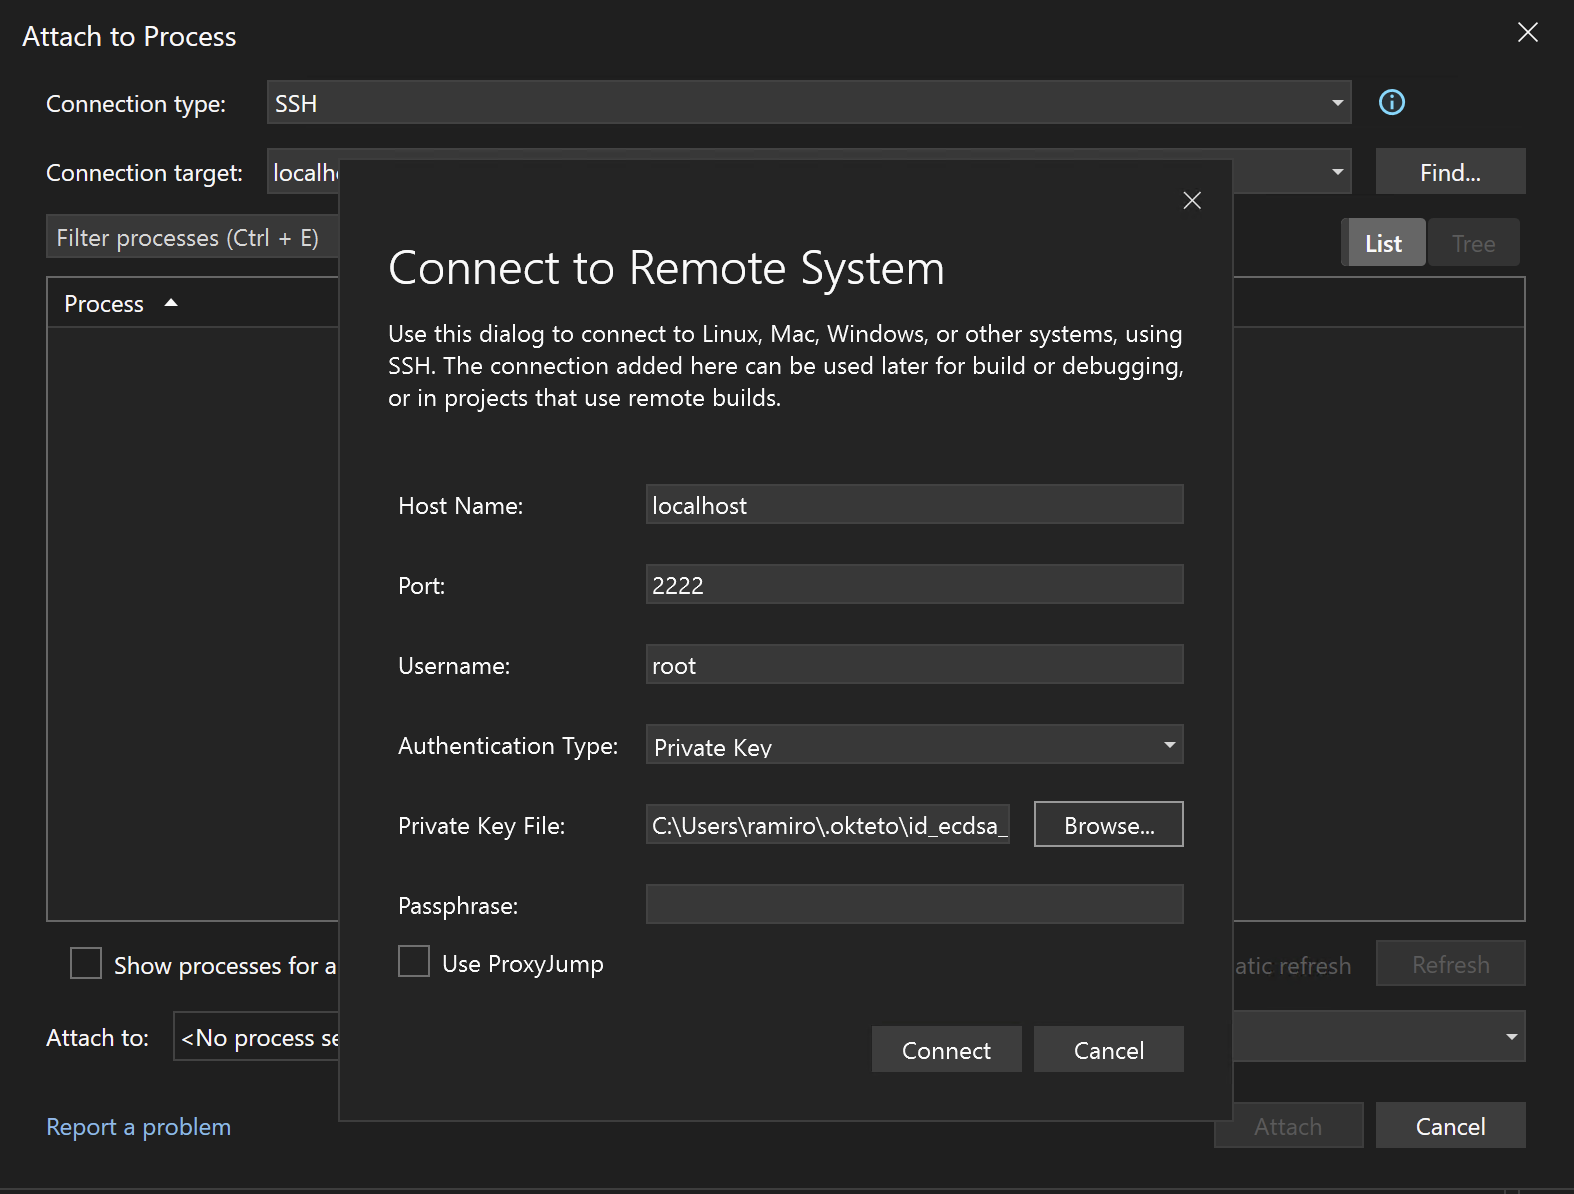 Attach to Process
Connection type:
SSH
Connection target:
localh
Find...
Filter processes (Ctrl + E)
List
Tree
Process
Connect to Remote System
Use this dialog to connect to Linux, Mac, Windows, or other systems, using
SSH. The connection added here can be used later for build or debugging,
or in projects that use remote builds.
Host Name:
localhost
Port:
2222
Username:
root
Authentication Type:
Private Key
Private Key File:
C:\Users\ramiro\.okteto\id_ecdsa_
Browse...
Passphrase:
Use ProxyJump
Connect
Cancel
Show processes for a
atic refresh
Refresh
Attach to:
<No process se
Report a problem
Attach
Cancel